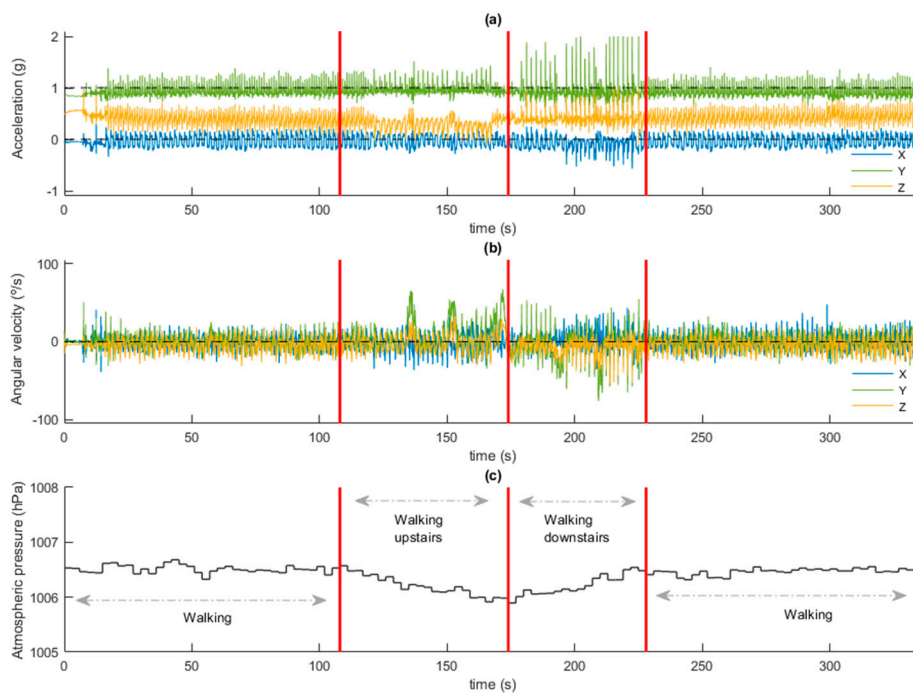 (a)
Acceleration (g)
2
1
0
-1
X
Y
Z
0
50
100
150
200
250
300
time (s)
(b)
Angular velocity (º/s)
100
0
-100
X
Y
Z
0
50
100
150
200
250
300
time (s)
(c)
Atmospheric pressure (hPa)
1008
1007
1006
1005
Walking
Walking
upstairs
Walking
downstairs
Walking
0
50
100
150
200
250
300
time (s)